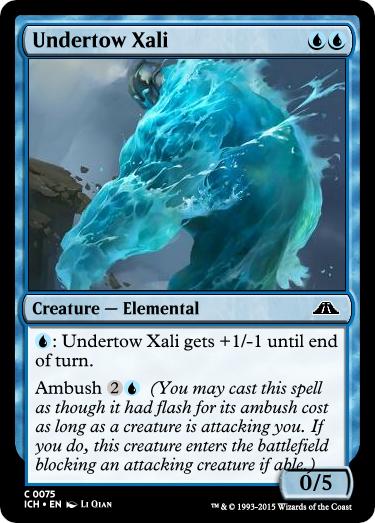 Undertow Xali
Creature — Elemental
: Undertow Xali gets +1/-1 until end
of turn.
Ambush 2 (You may cast this spell
as though it had flash for its ambush cost
as long as a creature is attacking you. If
you do, this creature enters the battlefield
blocking an attacking creature if able.)
0/5
C 0075
ICH • EN Li Qian
™ & © 1993-2015 Wizards of the Coast